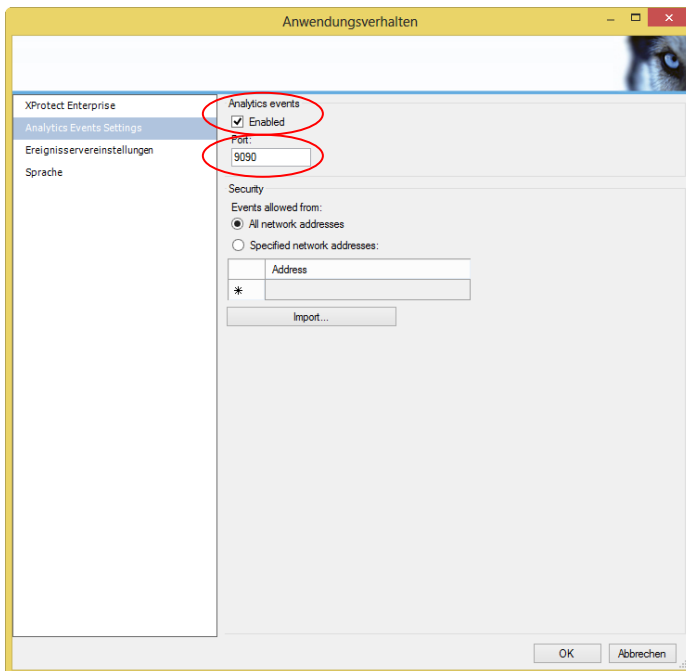 Anwendungsverhalten
XProtect Enterprise
Analytics Events Settings
Ereignisservereinstellungen
Sprache
Analytics events
Enabled
Port:
9090
Security
Events allowed from:
All network addresses
Specified network addresses:
Address
*
Import...
OK
Abbrechen